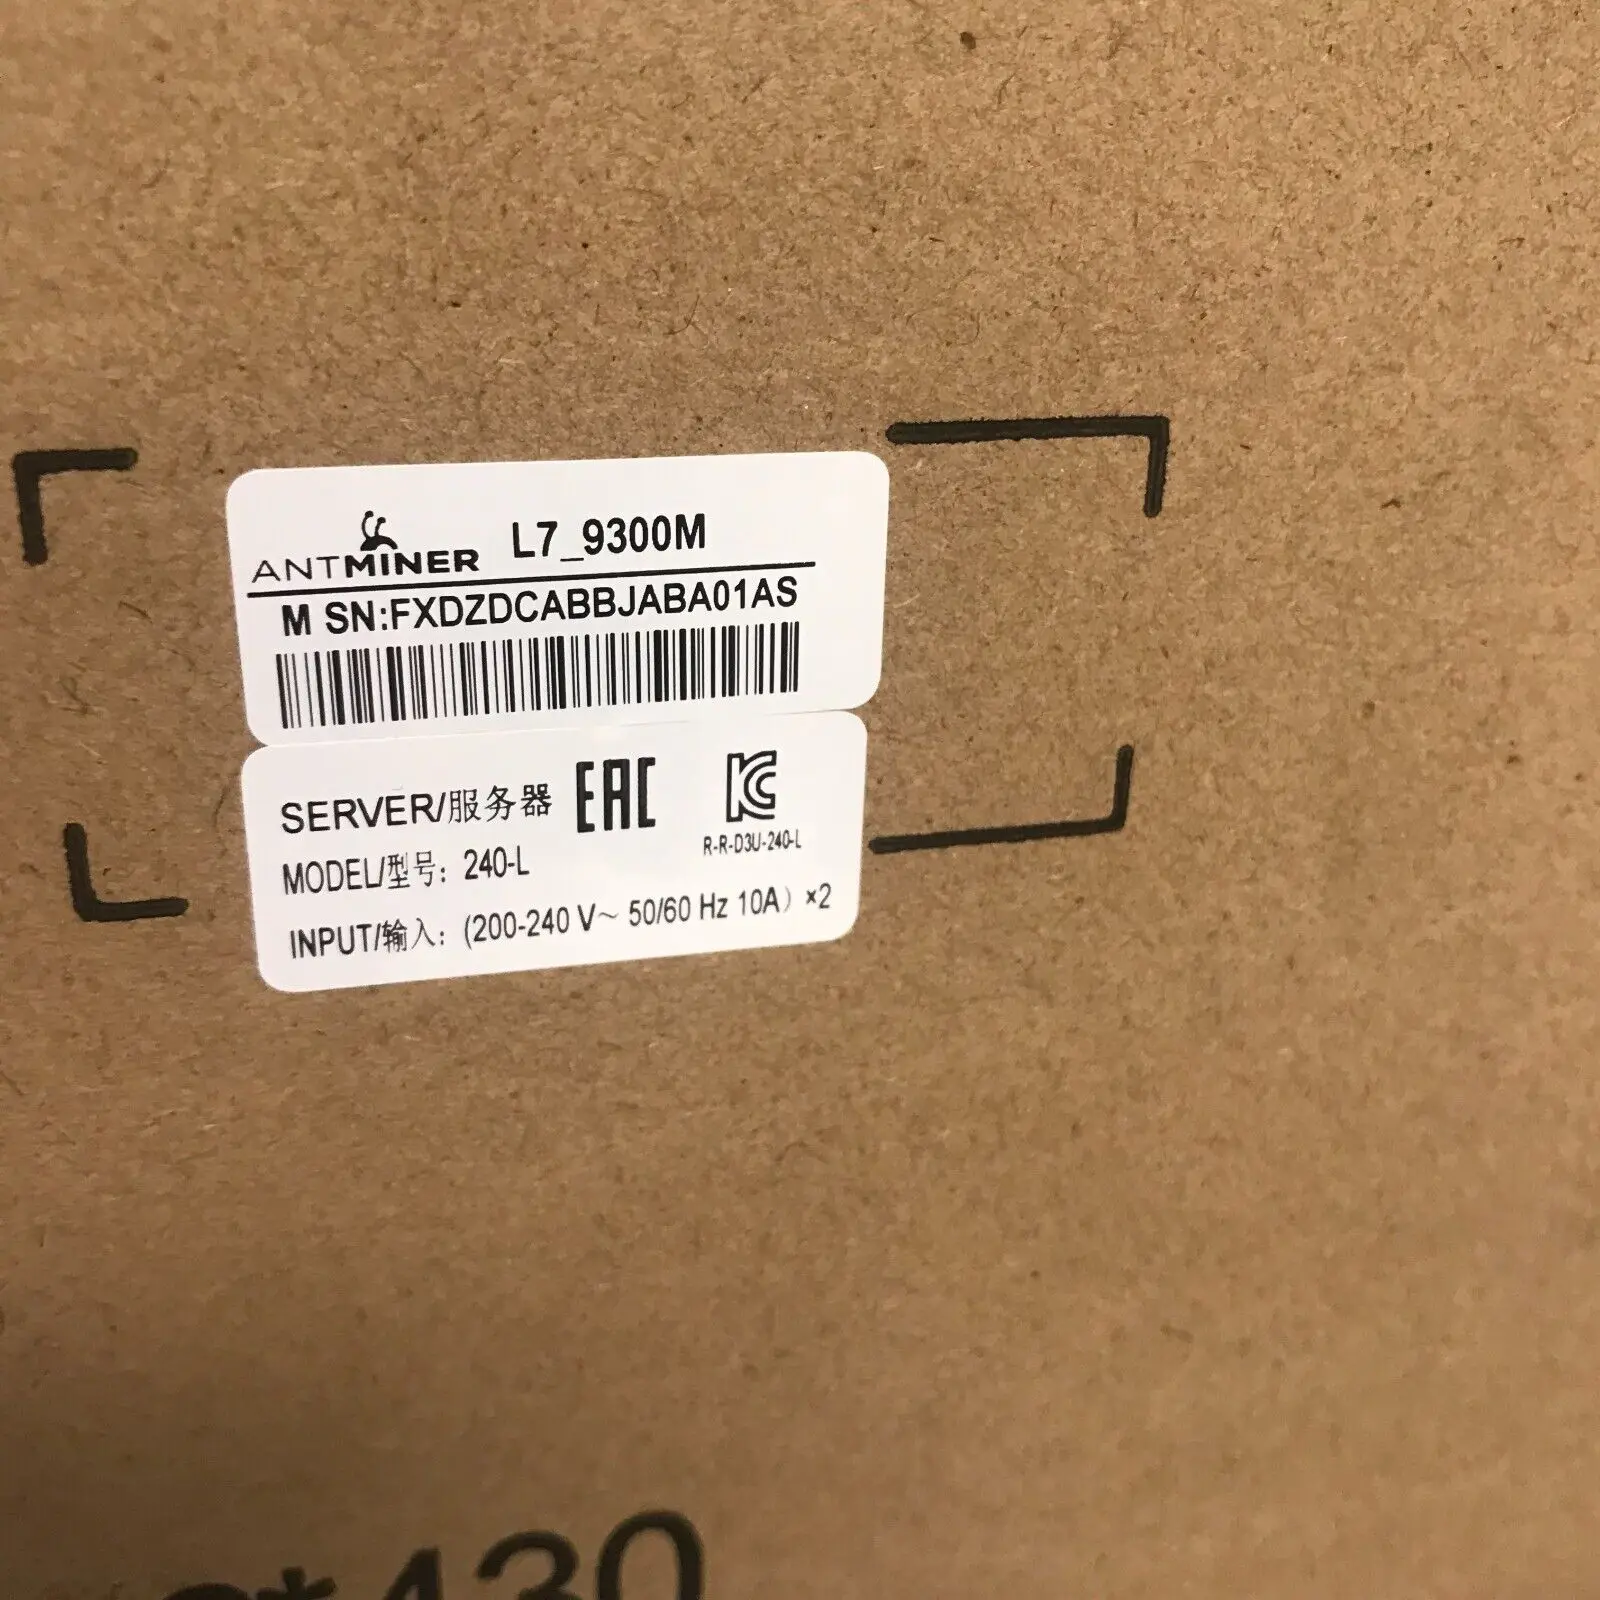 ANTMINER L7_9300M
M SN:FXDZDCABBJABA01AS
SERVER/服务器 EAC KC
R-R-D3U-240-L
MODEL/型号: 240-L
INPUT/输入: (200-240 V~ 50/60 Hz 10A) ×2
*430